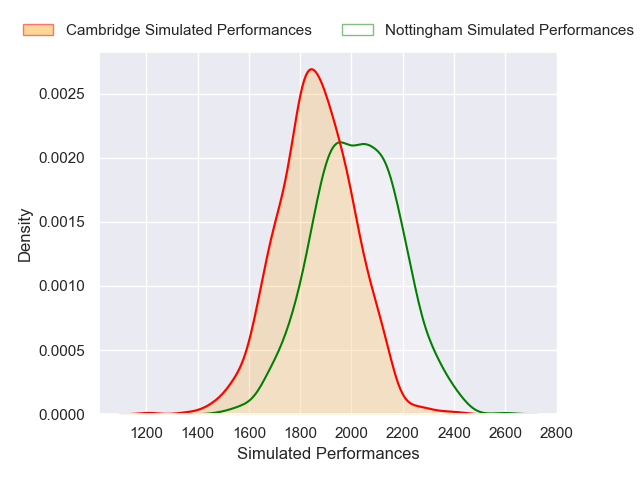 Cambridge Simulated Performances
Nottingham Simulated Performances
0.0025
0.0020
0.0015
0.0010
0.0005
0.0000
Density
1200 1400 1600 1800 2000 2200 2400 2600 2800
Simulated Performances